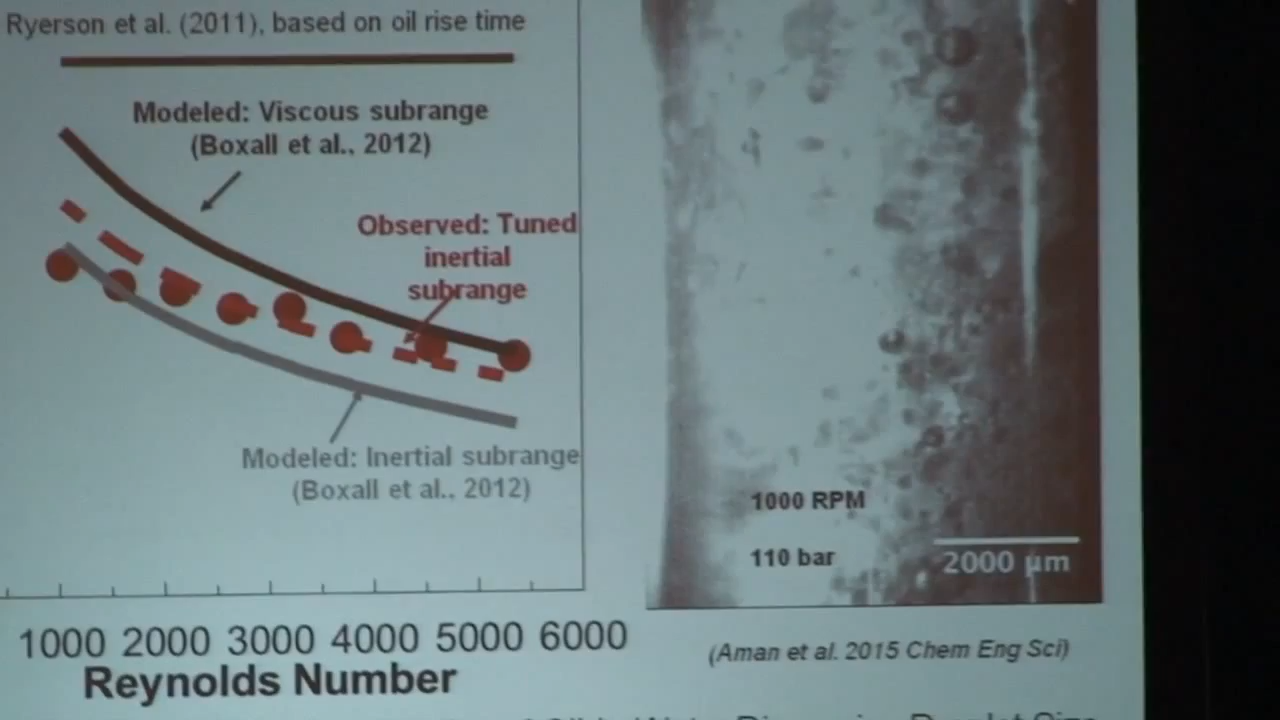 Ryerson et al. (2011), based on oil rise time
Modeled: Viscous subrange
(Boxall et al., 2012)
Observed: Tuned
inertial
subrange
Modeled: Inertial subrange
(Boxall et al., 2012)
1000 2000 3000 4000 5000 6000
Reynolds Number
1000 RPM
110 bar
2000 µm
(Aman et al. 2015 Chem Eng Sci)